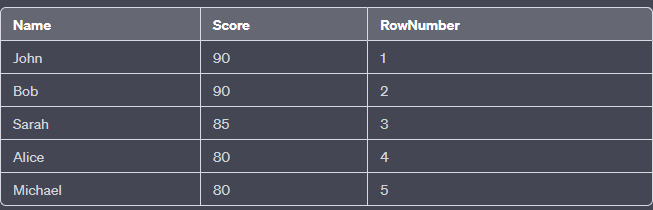 Name Score RowNumber
John 90 1
Bob 90 2
Sarah 85 3
Alice 80 4
Michael 80 5